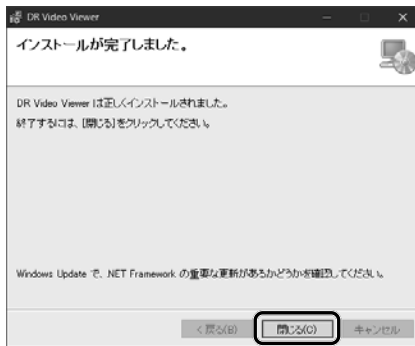 DR Video Viewer
インストールが完了しました。
DR Video Viewer は正しくインストールされました。
終了するには、[閉じる]をクリックしてください。
Windows Update で、.NET Framework の重要な更新があるかどうかを確認してください。
< 戻る(B) 閉じる(C) キャンセル